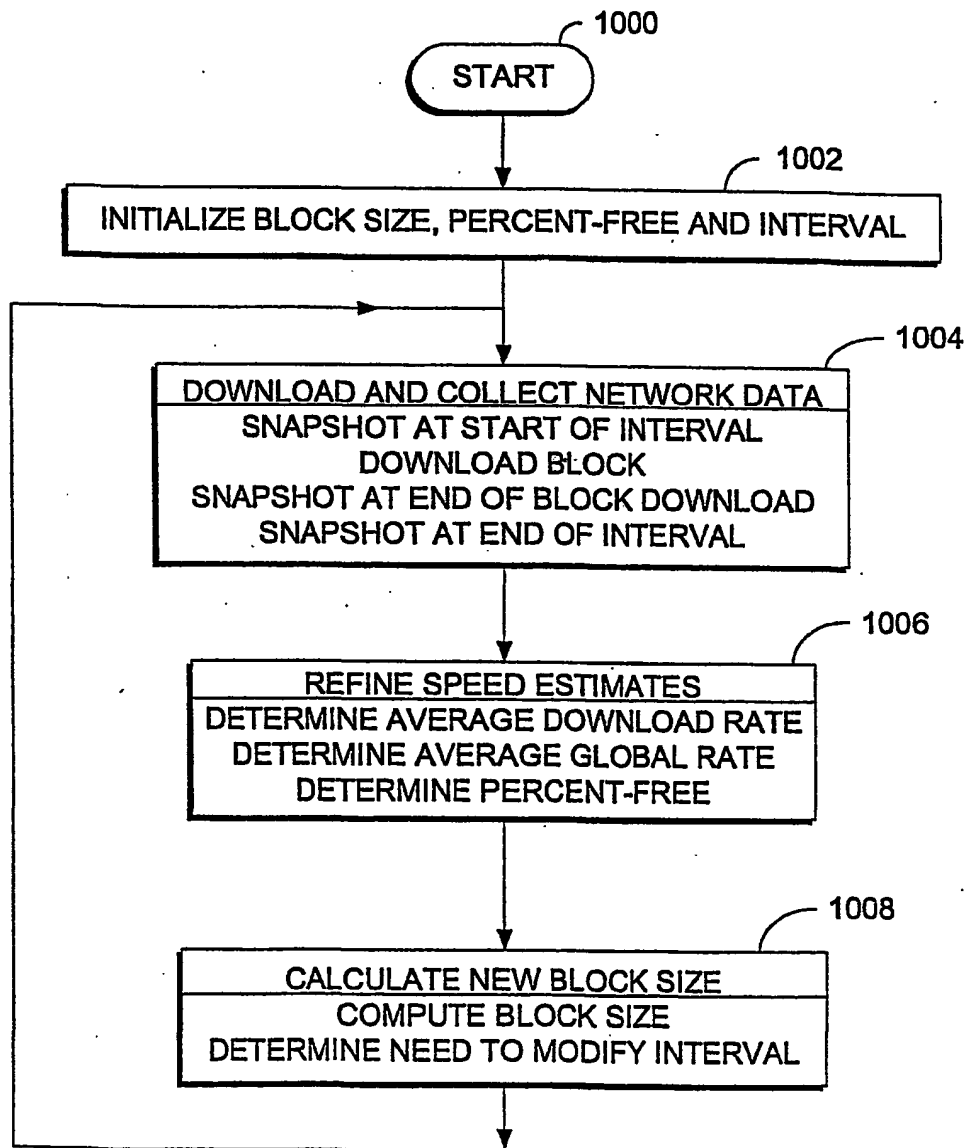 1000
START
1002
INITIALIZE BLOCK SIZE, PERCENT-FREE AND INTERVAL
1004
DOWNLOAD AND COLLECT NETWORK DATA
SNAPSHOT AT START OF INTERVAL
DOWNLOAD BLOCK
SNAPSHOT AT END OF BLOCK DOWNLOAD
SNAPSHOT AT END OF INTERVAL
1006
REFINE SPEED ESTIMATES
DETERMINE AVERAGE DOWNLOAD RATE
DETERMINE AVERAGE GLOBAL RATE
DETERMINE PERCENT-FREE
1008
CALCULATE NEW BLOCK SIZE
COMPUTE BLOCK SIZE
DETERMINE NEED TO MODIFY INTERVAL